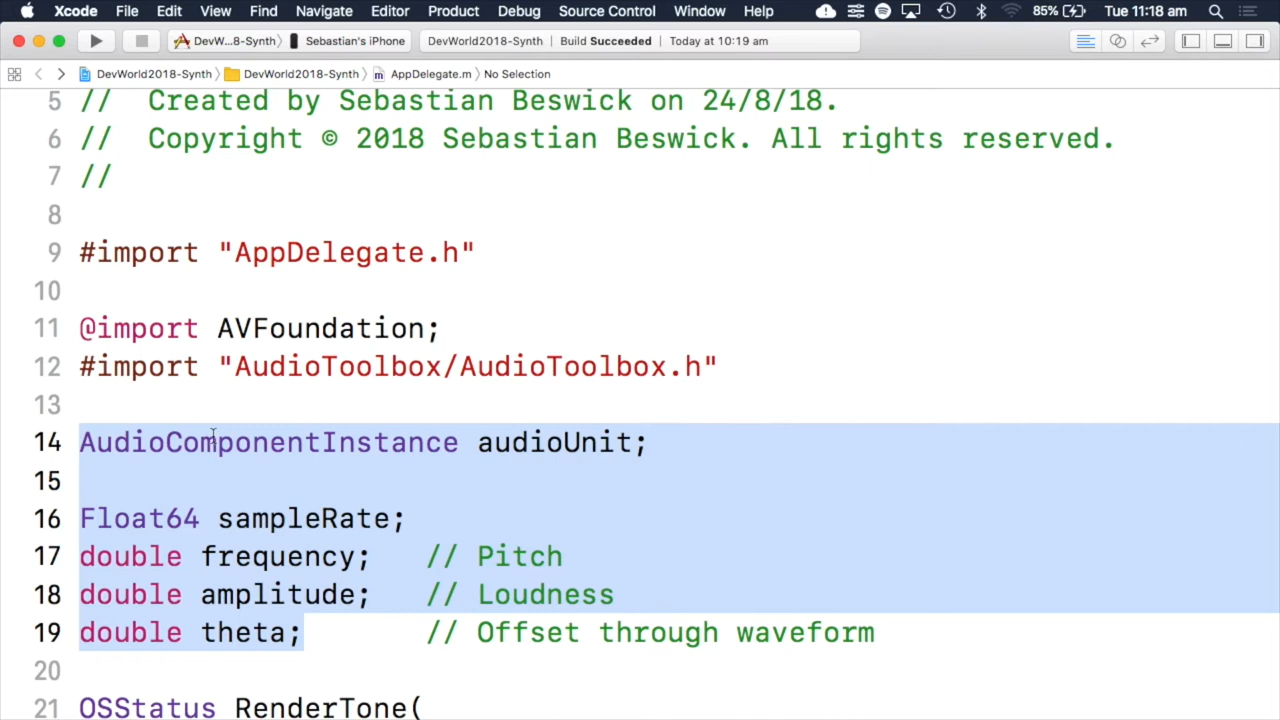 Xcode File Edit View Find Navigate Editor Product Debug Source Control Window Help 85% Tue 11:18 am
DevW...8-Synth Sebastian's iPhone DevWorld2018-Synth Build Succeeded Today at 10:19 am
DevWorld2018-Synth DevWorld2018-Synth m AppDelegate.m No Selection
5 // Created by Sebastian Beswick on 24/8/18.
6 // Copyright © 2018 Sebastian Beswick. All rights reserved.
7 //
8
9 #import "AppDelegate.h"
10
11 @import AVFoundation;
12 #import "AudioToolbox/AudioToolbox.h"
13
14 AudioComponentInstance audioUnit;
15
16 Float64 sampleRate;
17 double frequency; // Pitch
18 double amplitude; // Loudness
19 double theta; // Offset through waveform
20
21 OSStatus RenderTone(